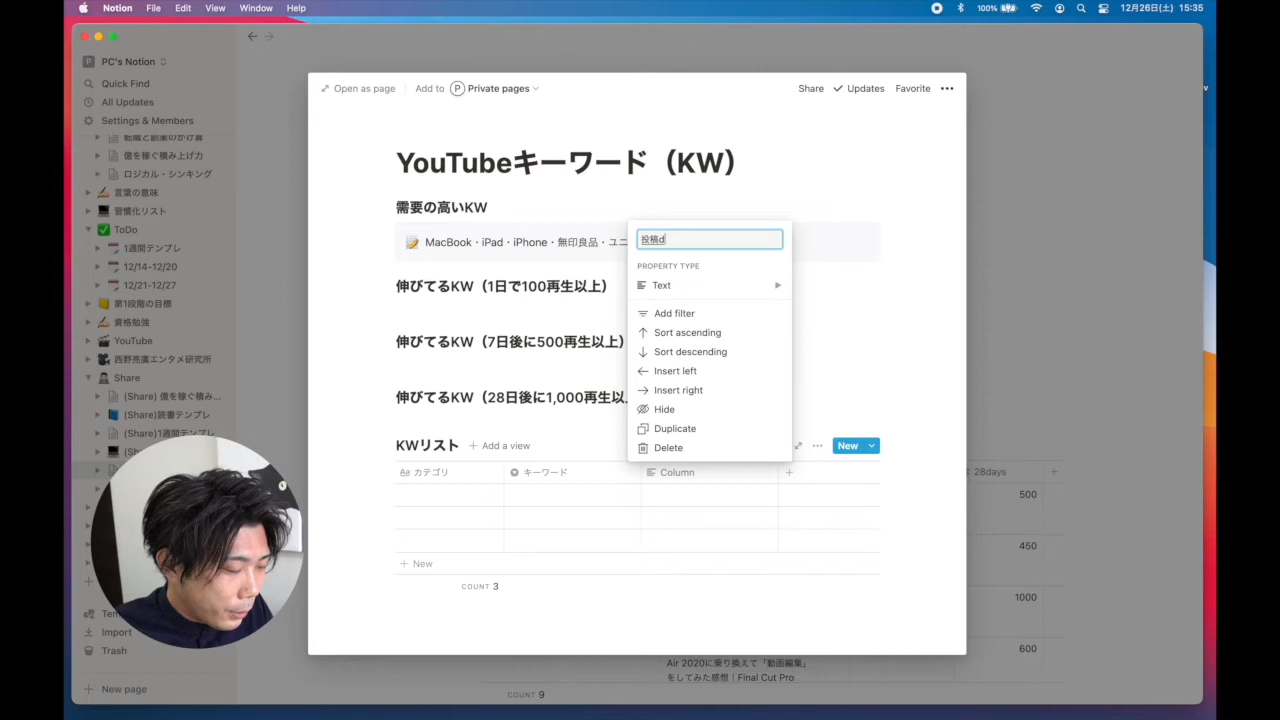 Notion File Edit View Window Help
100%
12月26日(土) 15:35
P PC's Notion
Quick Find
All Updates
Settings & Members
転職と副業のかけ算
億を稼ぐ積み上げ力
ロジカル・シンキング
言葉の意味
習慣化リスト
ToDo
1週間テンプレ
12/14-12/20
12/21-12/27
第1段階の目標
資格勉強
YouTube
西野亮廣エンタメ研究所
Share
(Share) 億を稼ぐ積み...
(Share)読書テンプレ
(Share)1週間テンプレ
Import
Trash
New page
Open as page
Add to P Private pages
Share Updates Favorite •••
YouTubeキーワード（KW）
需要の高いKW
MacBook・iPad・iPhone・無印良品・ユニ
伸びてるKW（1日で100再生以上）
伸びてるKW（7日後に500再生以上）
伸びてるKW（28日後に1,000再生以
投稿d
PROPERTY TYPE
Text
Add filter
Sort ascending
Sort descending
Insert left
Insert right
Hide
Duplicate
Delete
KWリスト + Add a view
New
Aa カテゴリ キーワード Column +
+ New
COUNT 3
28days +
500
450
1000
600
Air 2020に乗り換えて「動画編集」
をしてみた感想｜Final Cut Pro
COUNT 9